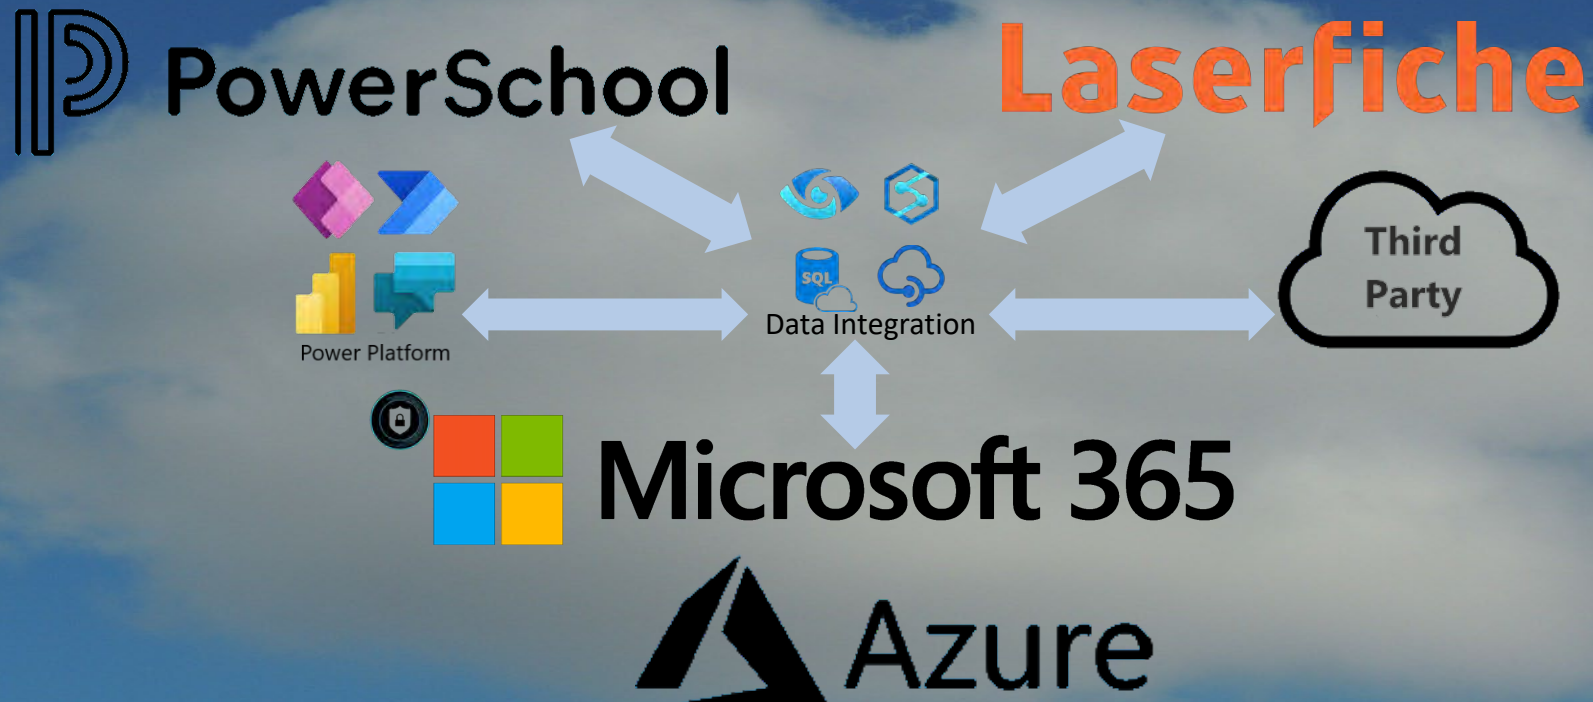 PowerSchool
Laserfiche
Third
Party
SQL
Data Integration
Power Platform
Microsoft 365
Azure